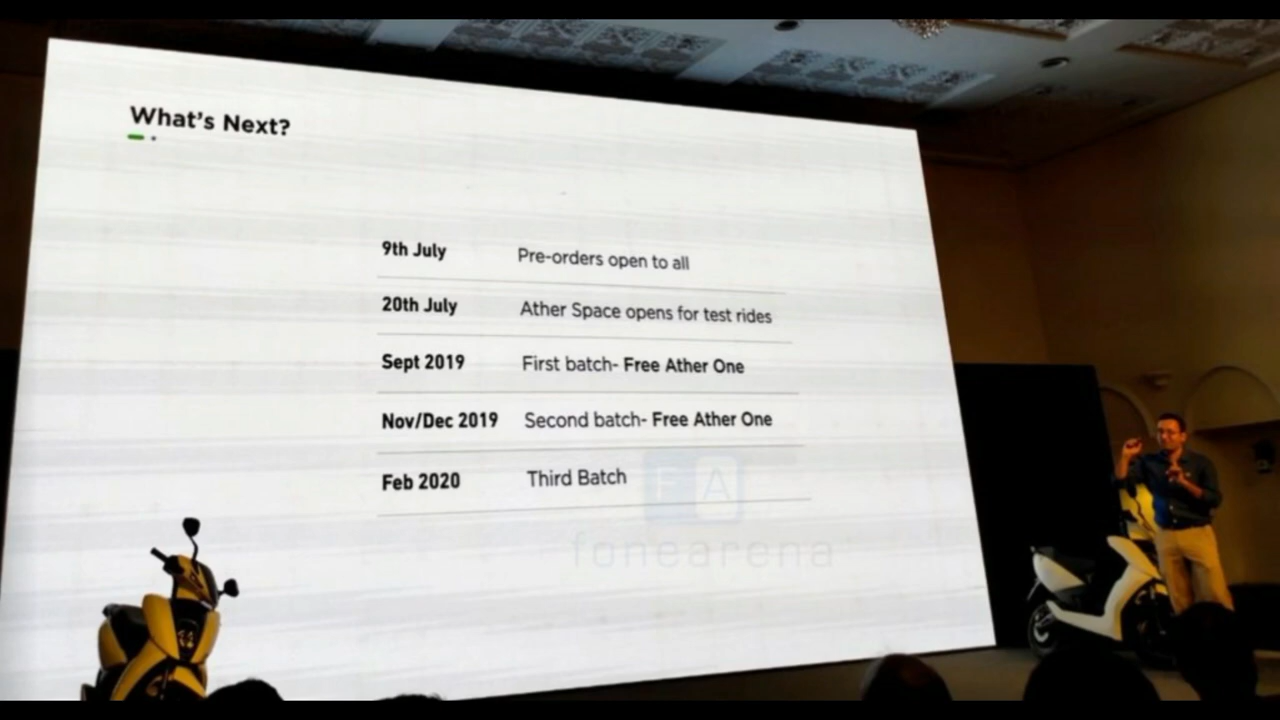 What's Next?
9th July Pre-orders open to all
20th July Ather Space opens for test rides
Sept 2019 First batch- Free Ather One
Nov/Dec 2019 Second batch- Free Ather One
Feb 2020 Third Batch
FA
fonearena